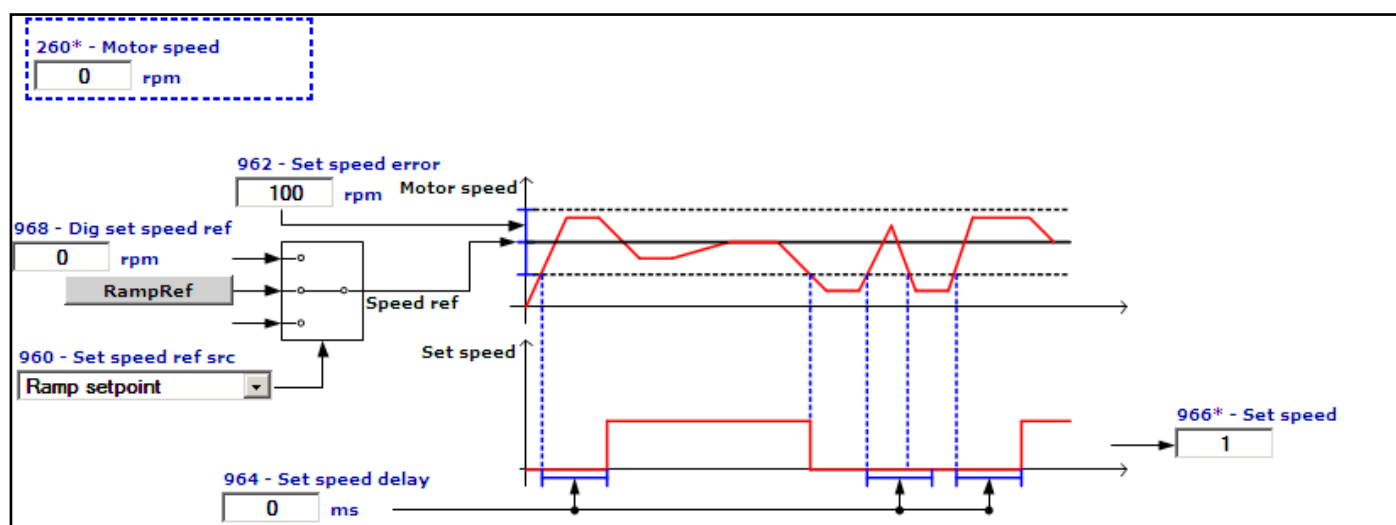 260* - Motor speed
0 rpm
962 - Set speed error
100 rpm
Motor speed
968 - Dig set speed ref
0 rpm
RampRef
Speed ref
960 - Set speed ref src
Ramp setpoint
Set speed
966* - Set speed
1
964 - Set speed delay
0 ms